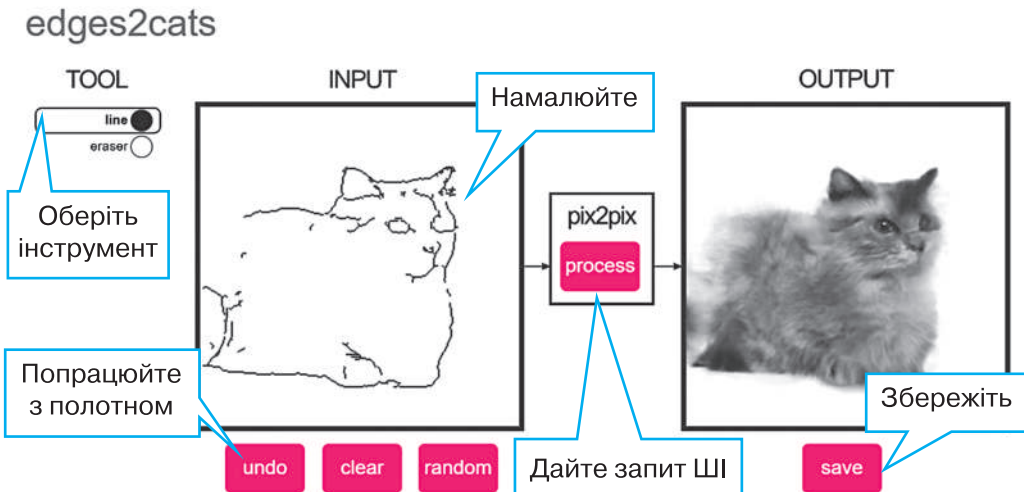 edges2cats
TOOL
INPUT
OUTPUT
line
eraser
Намалюйте
Оберіть
інструмент
pix2pix
process
Попрацюйте
з полотном
Збережіть
undo
clear
random
Дайте запит ШІ
save